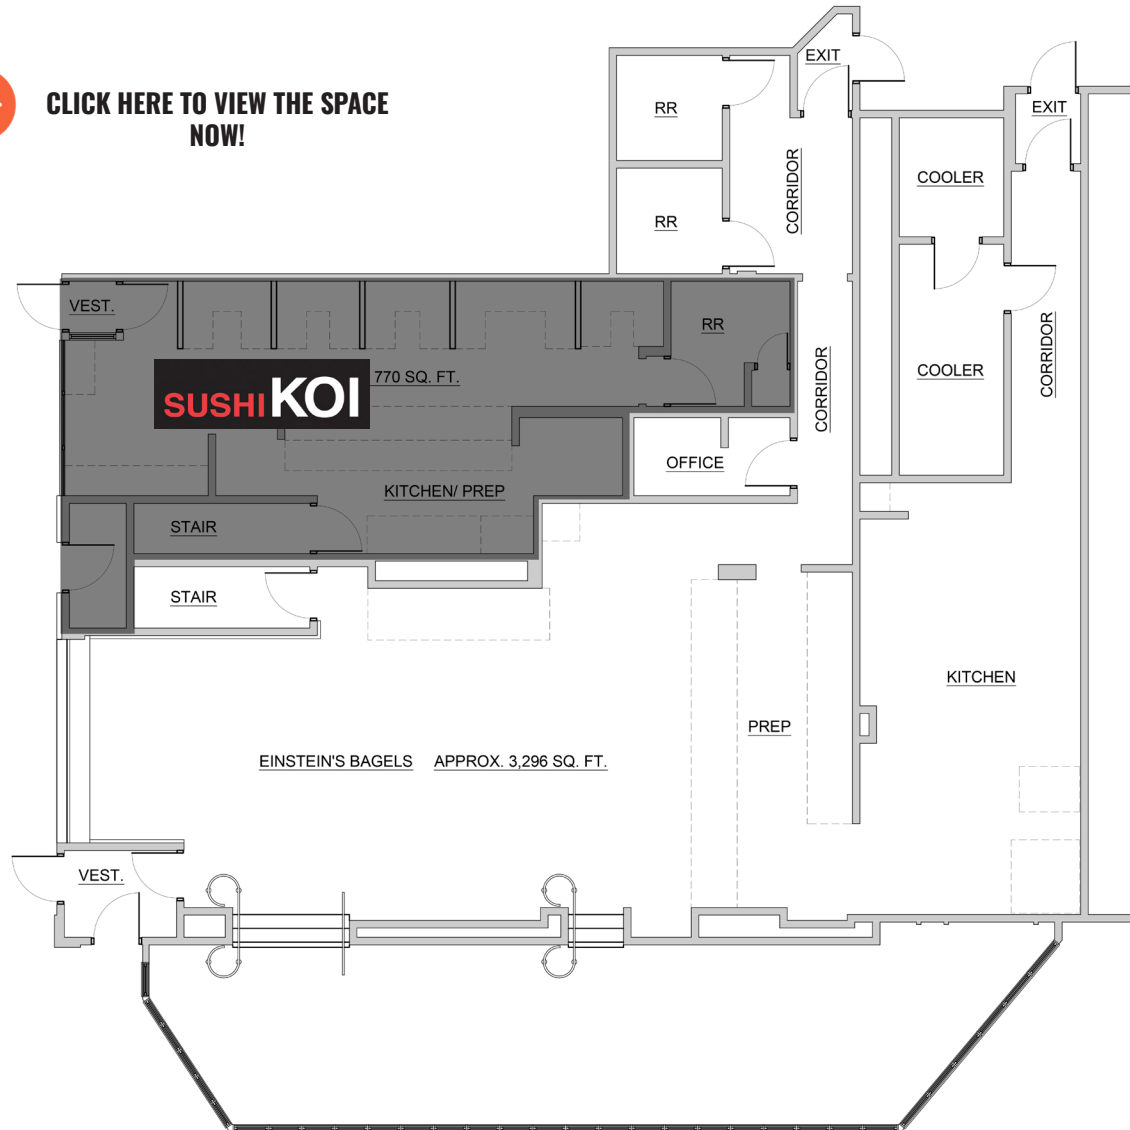 CLICK HERE TO VIEW THE SPACE
NOW!
EXIT
RR
EXIT
CORRIDOR
COOLER
RR
VEST.
RR
CORRIDOR
CORRIDOR
COOLER
770 SQ. FT.
SUSHI KOI
OFFICE
KITCHEN/ PREP
STAIR
STAIR
KITCHEN
PREP
EINSTEIN'S BAGELS APPROX. 3,296 SQ. FT.
VEST.